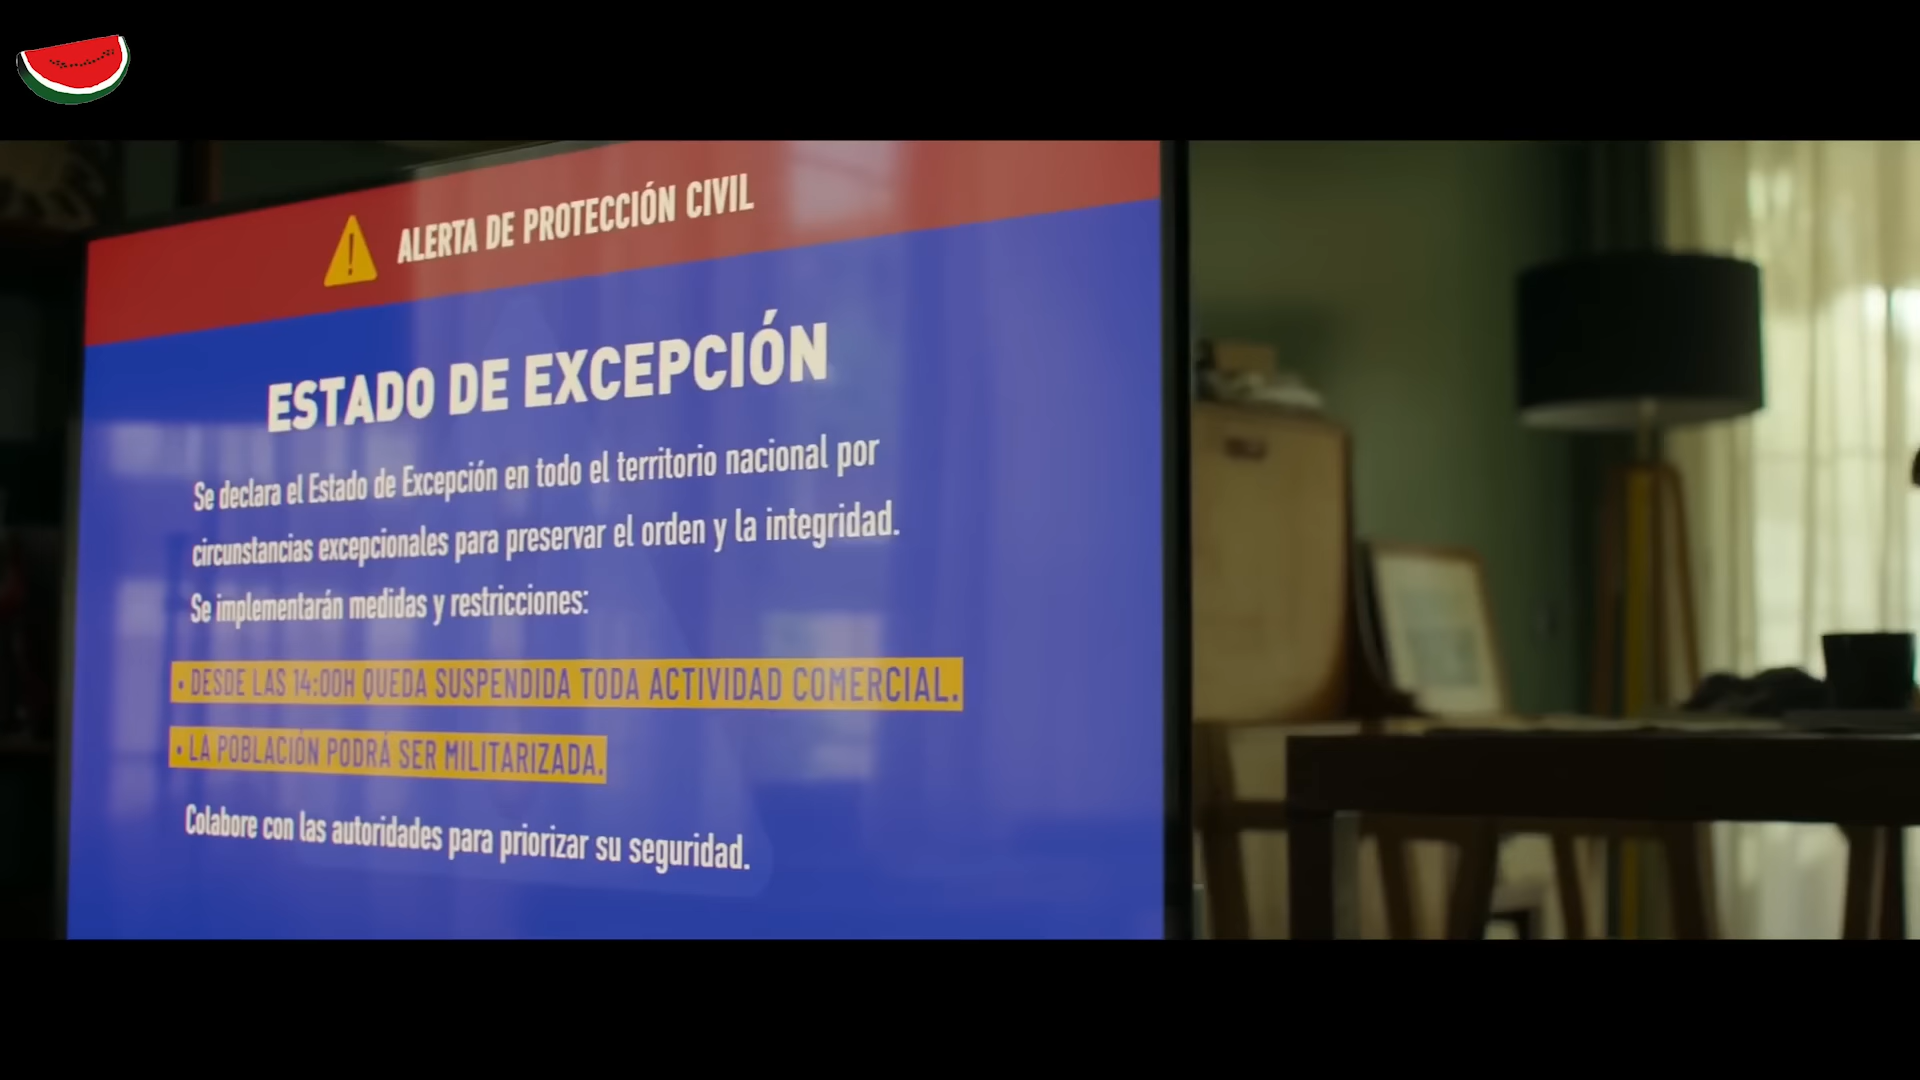 ALERTA DE PROTECCIÓN CIVIL
ESTADO DE EXCEPCIÓN
Se declara el Estado de Excepción en todo el territorio nacional por
circunstancias excepcionales para preservar el orden y la integridad.
Se implementarán medidas y restricciones:
• DESDE LAS 14:00H QUEDA SUSPENDIDA TODA ACTIVIDAD COMERCIAL.
• LA POBLACIÓN PODRÁ SER MILITARIZADA.
Colabore con las autoridades para priorizar su seguridad.